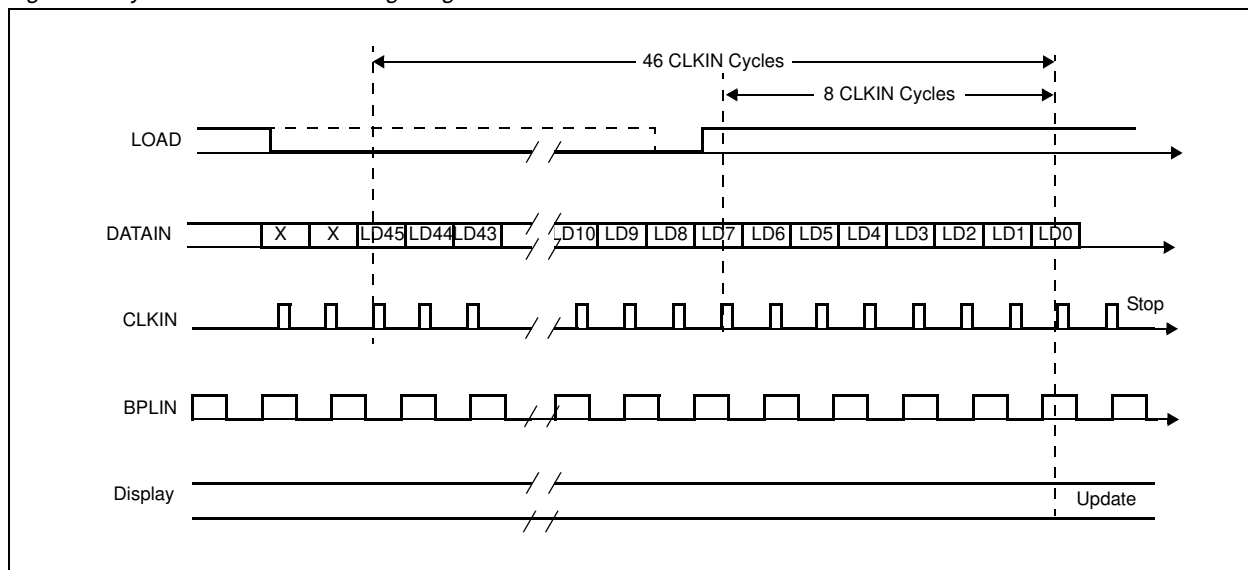 46 CLKIN Cycles
8 CLKIN Cycles
LOAD
DATAIN X X LD45 LD44 LD43 LD10 LD9 LD8 LD7 LD6 LD5 LD4 LD3 LD2 LD1 LD0
CLKIN Stop
BPLIN
Display Update